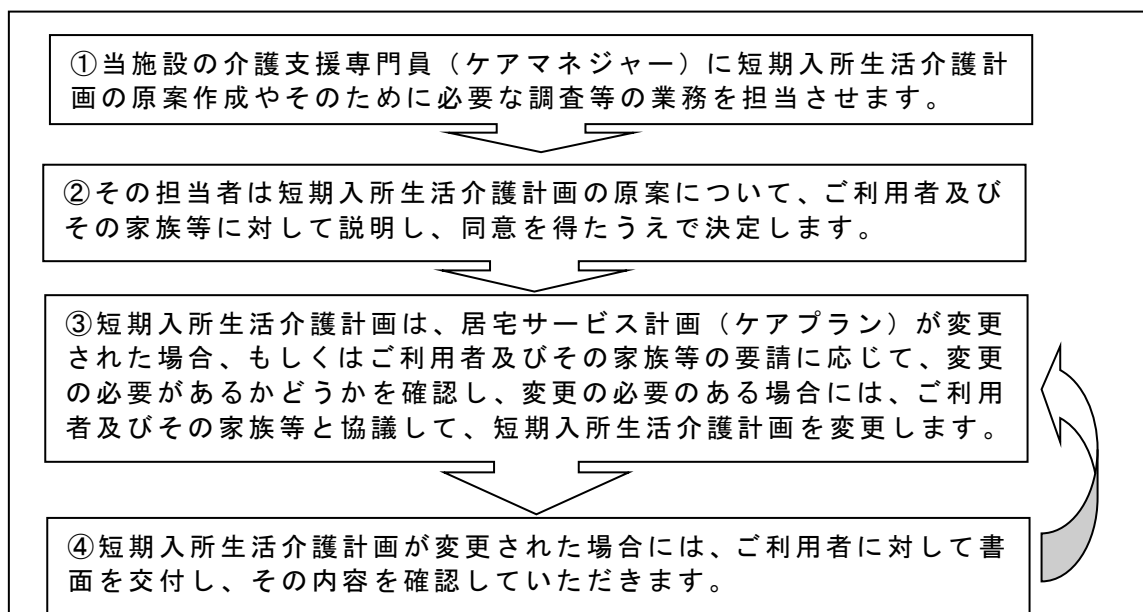 ①当施設の介護支援専門員（ケアマネジャー）に短期入所生活介護計
画の原案作成やそのために必要な調査等の業務を担当させます。
②その担当者は短期入所生活介護計画の原案について、ご利用者及び
その家族等に対して説明し、同意を得たうえで決定します。
③短期入所生活介護計画は、居宅サービス計画（ケアプラン）が変更
された場合、もしくはご利用者及びその家族等の要請に応じて、変更
の必要があるかどうかを確認し、変更の必要のある場合には、ご利用
者及びその家族等と協議して、短期入所生活介護計画を変更します。
④短期入所生活介護計画が変更された場合には、ご利用者に対して書
面を交付し、その内容を確認していただきます。